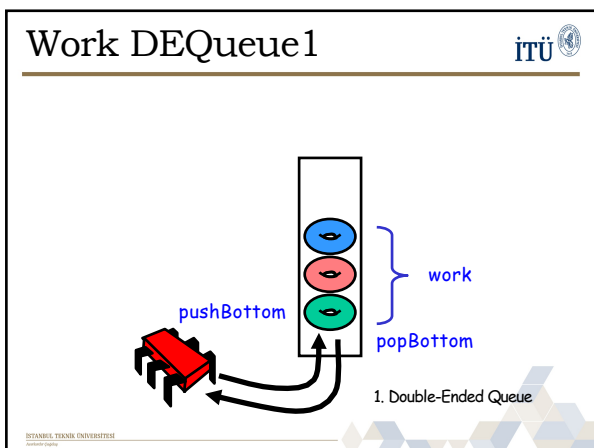 Work DEQueue1
İTÜ
work
pushBottom
popBottom
1. Double-Ended Queue
İSTANBUL TEKNİK ÜNİVERSİTESİ